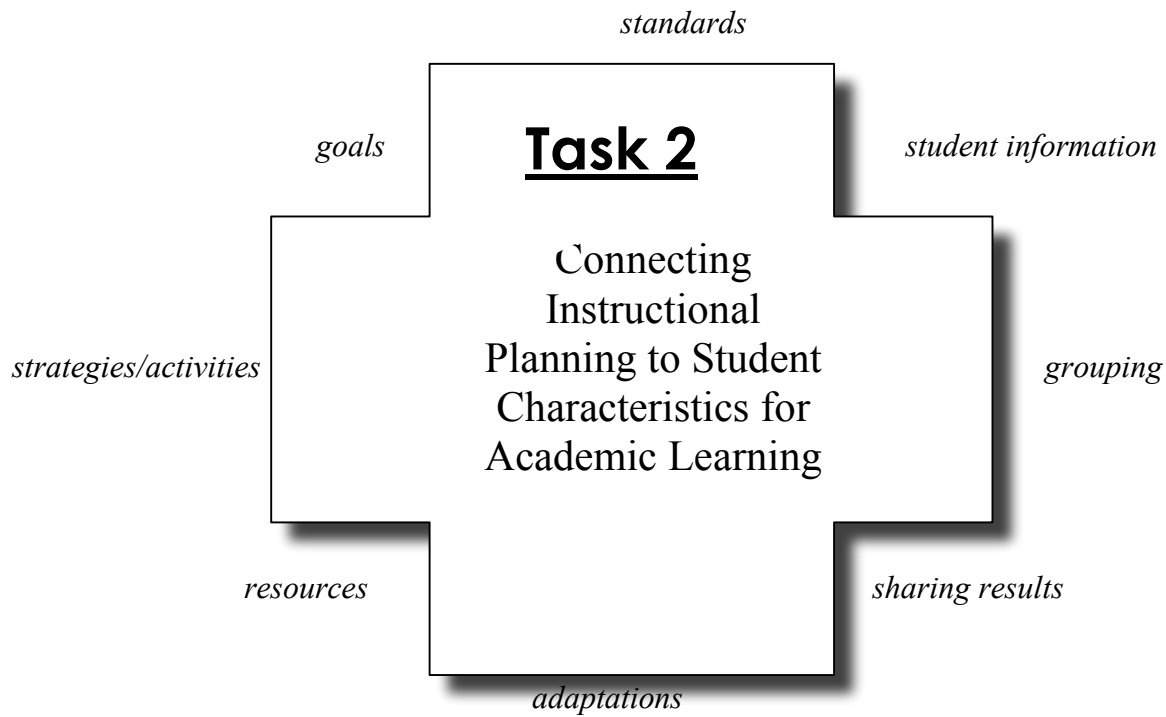 standards
goals
Task 2
student information
Connecting
Instructional
Planning to Student
Characteristics for
Academic Learning
strategies/activities
grouping
resources
sharing results
adaptations